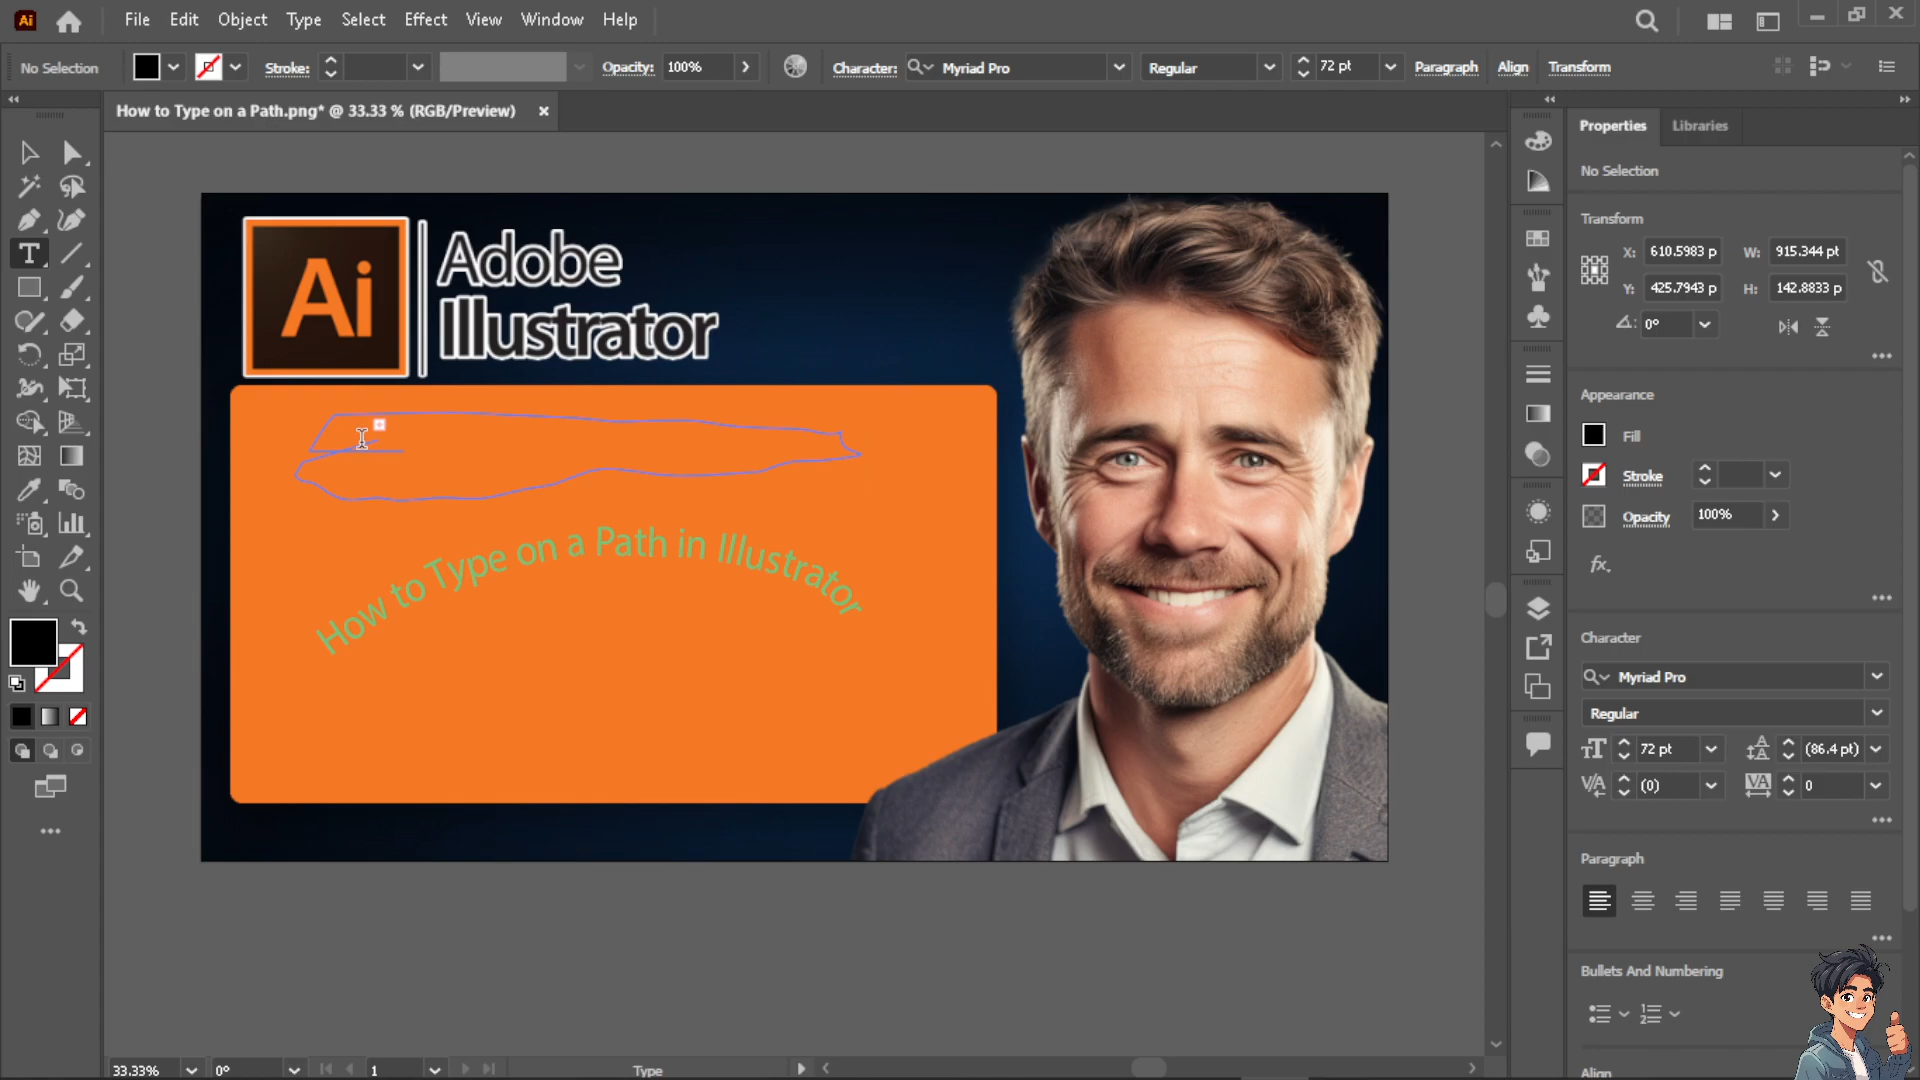 Ai
File Edit Object Type Select Effect View Window Help
No Selection Stroke: Opacity: 100% Character: Myriad Pro Regular 72 pt Paragraph Align Transform
How to Type on a Path.png* @ 33.33 % (RGB/Preview)
Properties Libraries
No Selection
Transform
X: 610.5983 p W: 915.344 pt
Y: 425.7943 p H: 142.8833 p
0°
Appearance
Fill
Stroke
Opacity 100%
fx.
Character
Myriad Pro
Regular
72 pt (86.4 pt)
(0) 0
Paragraph
Bullets And Numbering
Align
Ai
Adobe
Illustrator
How to Type on a Path in Illustrator
33.33% 0° 1 Type